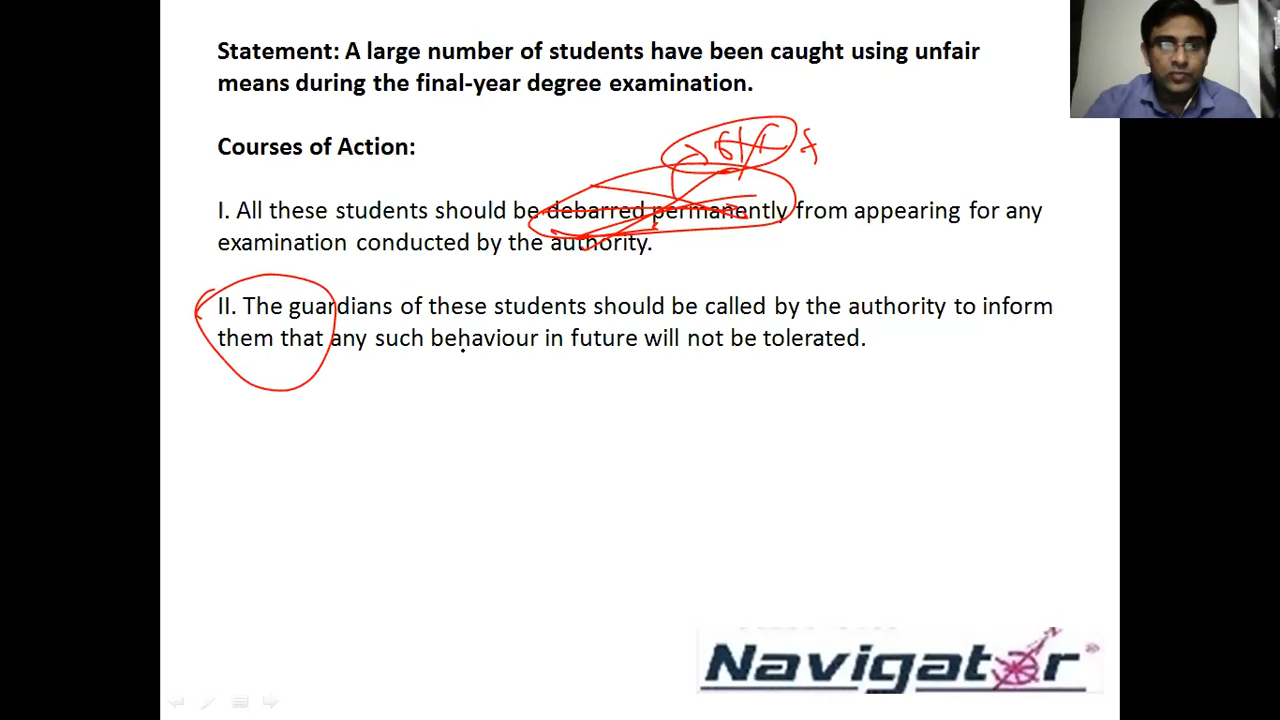 Statement: A large number of students have been caught using unfair
means during the final-year degree examination.
Courses of Action:
I. All these students should be debarred permanently from appearing for any
examination conducted by the authority.
II. The guardians of these students should be called by the authority to inform
them that any such behaviour in future will not be tolerated.
Navigator